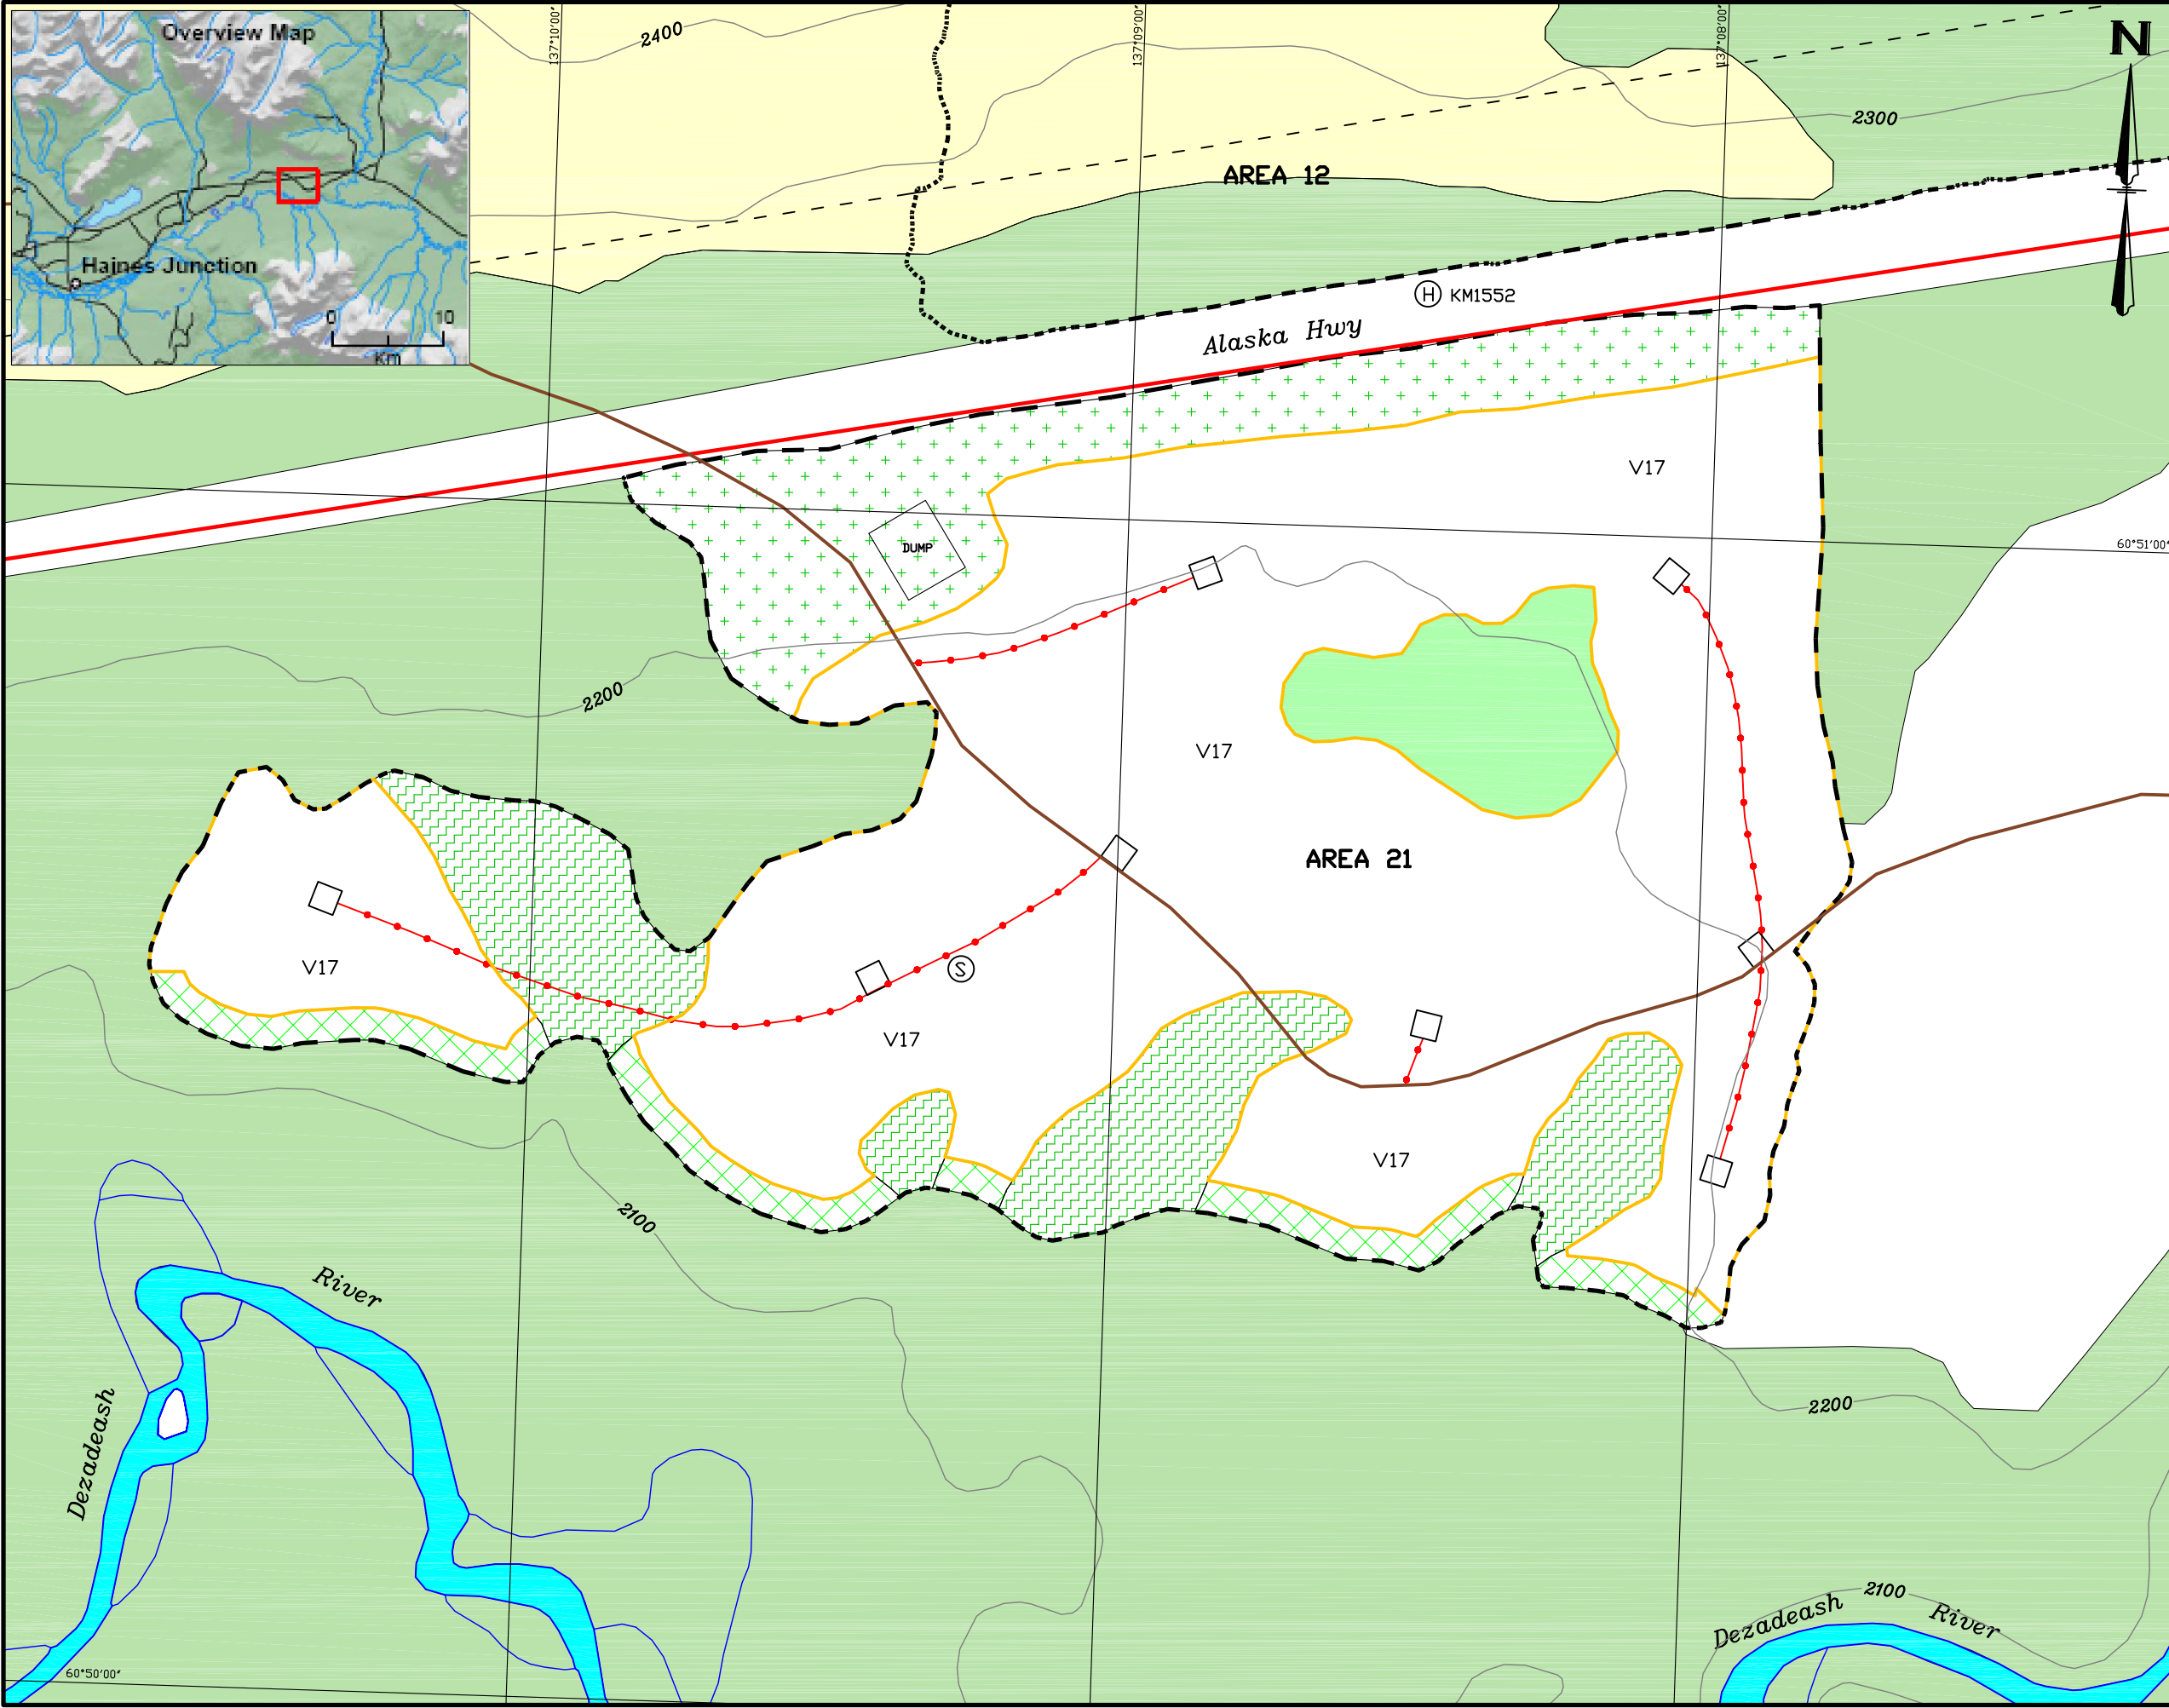 Overview Map
Haines Junction
0 10
Km
137°10'00"
137°09'00"
137°08'00"
N
2400
2300
AREA 12
H KM1552
Alaska Hwy
V17
60°51'00"
DUMP
2200
V17
AREA 21
V17
S
V17
V17
2100
River
Dezadeash
2200
2100
Dezadeash River
60°50'00"